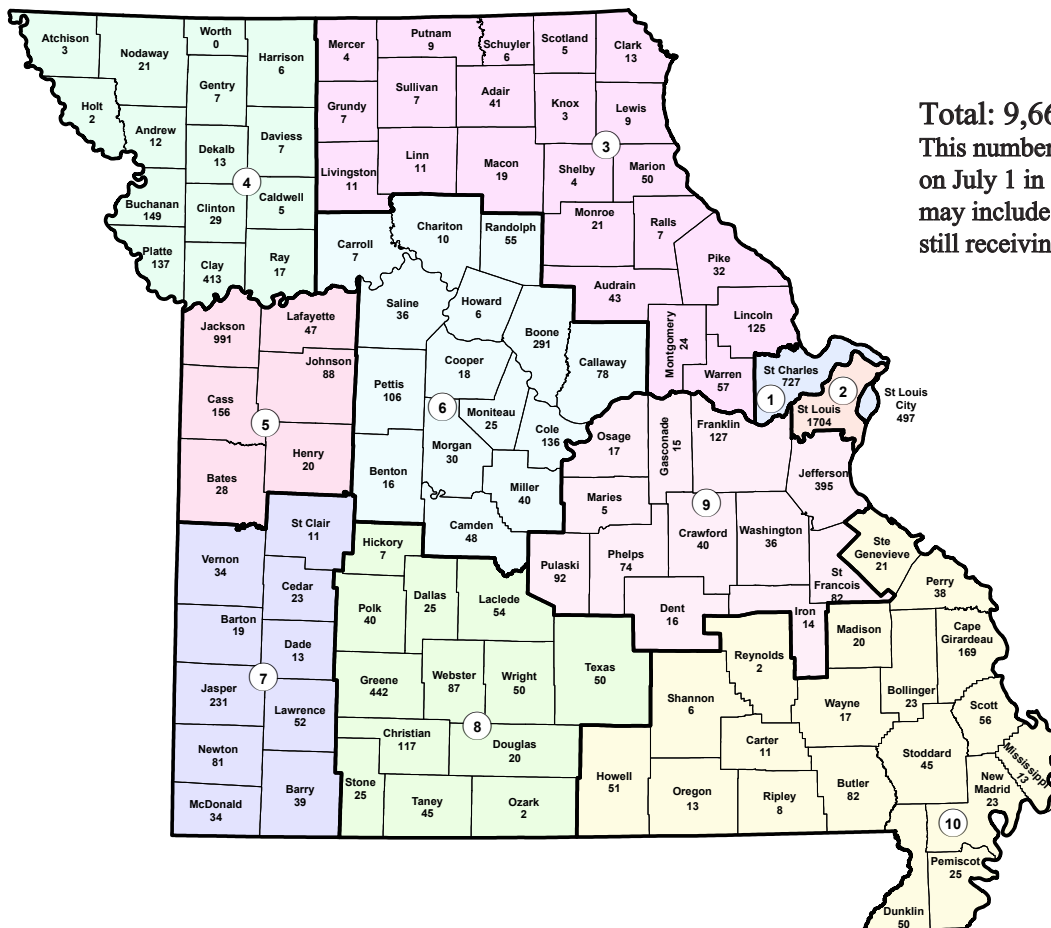 Atchison
3
Nodaway
21
Worth
0
Harrison
6
Mercer
4
Putnam
9
Schuyler
6
Scotland
5
Clark
13
Holt
2
Gentry
7
Grundy
7
Sullivan
7
Adair
41
Knox
3
Lewis
9
Andrew
12
Dekalb
13
Daviess
7
4
3
Livingston
11
Linn
11
Macon
19
Shelby
4
Marion
50
Buchanan
149
Clinton
29
Caldwell
5
Platte
137
Clay
413
Ray
17
Carroll
7
Chariton
10
Randolph
55
Monroe
21
Ralls
7
Pike
32
Audrain
43
Lincoln
125
Montgomery
24
Warren
57
Jackson
991
Lafayette
47
Saline
36
Howard
6
Boone
291
Callaway
78
Johnson
88
Cass
156
5
Henry
20
Bates
28
Pettis
106
Cooper
18
6
Moniteau
25
Cole
136
Morgan
30
Benton
16
Miller
40
Camden
48
St Charles
727
1
2
St Louis
1704
St Louis
City
497
Osage
17
Gasconade
15
Franklin
127
Jefferson
395
Maries
5
9
Crawford
40
Washington
36
Ste
Genevieve
21
Pulaski
92
Phelps
74
St
Francois
82
Perry
38
Dent
16
Iron
14
St Clair
11
Vernon
34
Cedar
23
Barton
19
Dade
13
7
Jasper
231
Lawrence
52
Newton
81
McDonald
34
Barry
39
Hickory
7
Polk
40
Dallas
25
Laclede
54
Greene
442
Webster
87
Wright
50
Texas
50
8
Christian
117
Douglas
20
Stone
25
Taney
45
Ozark
2
Madison
20
Cape
Girardeau
169
Reynolds
2
Shannon
6
Wayne
17
Bollinger
23
Scott
56
Carter
11
Stoddard
45
Mississippi
13
Howell
51
Oregon
13
Ripley
8
Butler
82
New
Madrid
23
10
Pemiscot
25
Dunklin
50
Total: 9,66
This number
on July 1 in
may include
still receivin